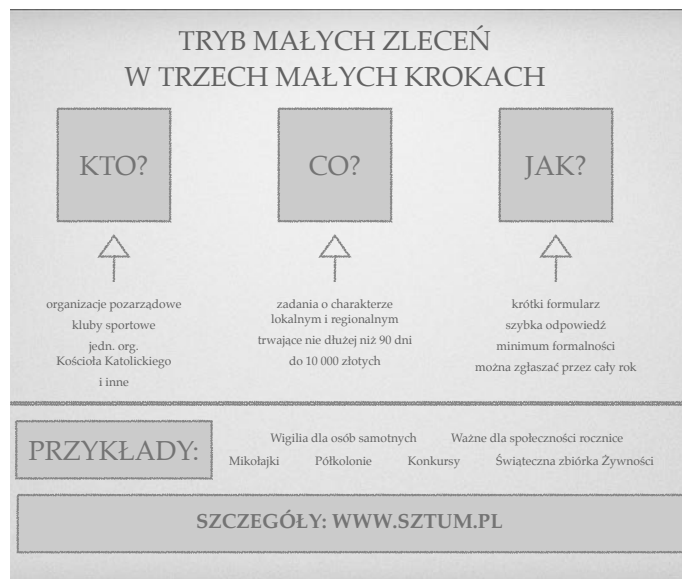 TRYB MAŁYCH ZLECEŃ
W TRZECH MAŁYCH KROKACH
KTO?
organizacje pozarządowe
kluby sportowe
jedn. org.
Kościoła Katolickiego
i inne
CO?
zadania o charakterze
lokalnym i regionalnym
trwające nie dłużej niż 90 dni
do 10 000 złotych
JAK?
krótki formularz
szybka odpowiedź
minimum formalności
można zgłaszać przez cały rok
PRZYKŁADY:
Wigilia dla osób samotnych Ważne dla społeczności rocznice
Mikołajki Półkolonie Konkursy Świąteczna zbiórka Żywności
SZCZEGÓŁY: WWW.SZTUM.PL